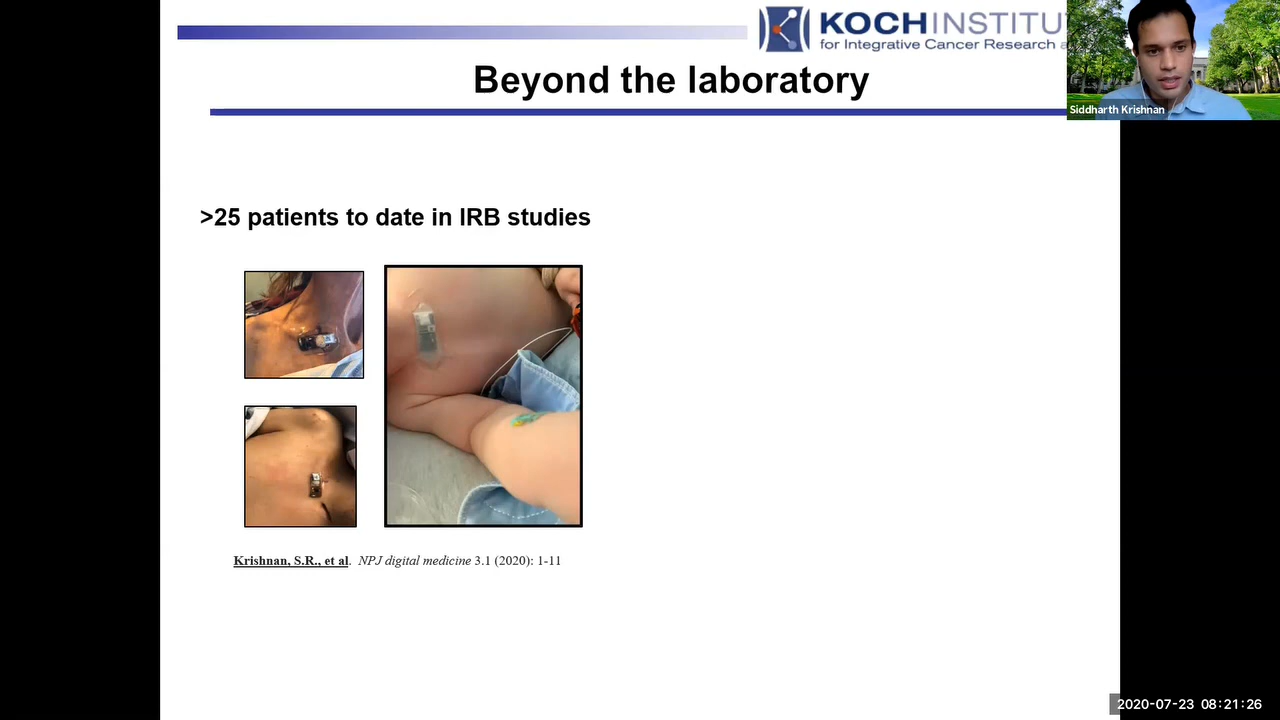 KOCH INSTITU
for Integrative Cancer Research
Beyond the laboratory
Siddharth Krishnan
>25 patients to date in IRB studies
Krishnan, S.R., et al. NPJ digital medicine 3.1 (2020): 1-11
2020-07-23 08:21:26